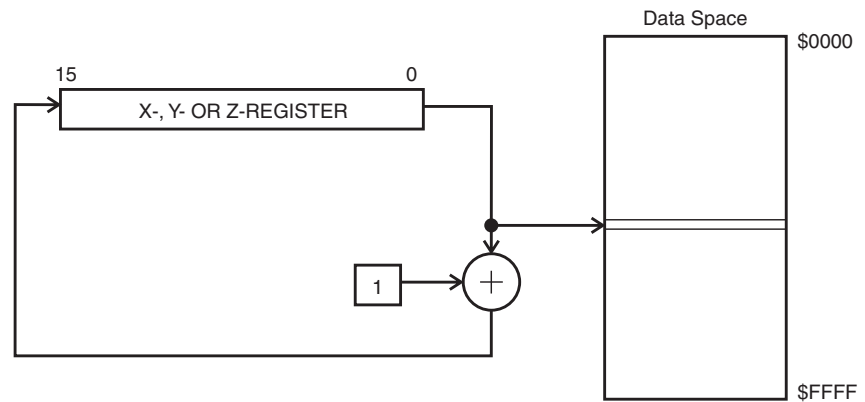 Data Space
$0000
15
0
X-, Y- OR Z-REGISTER
1
+
$FFFF